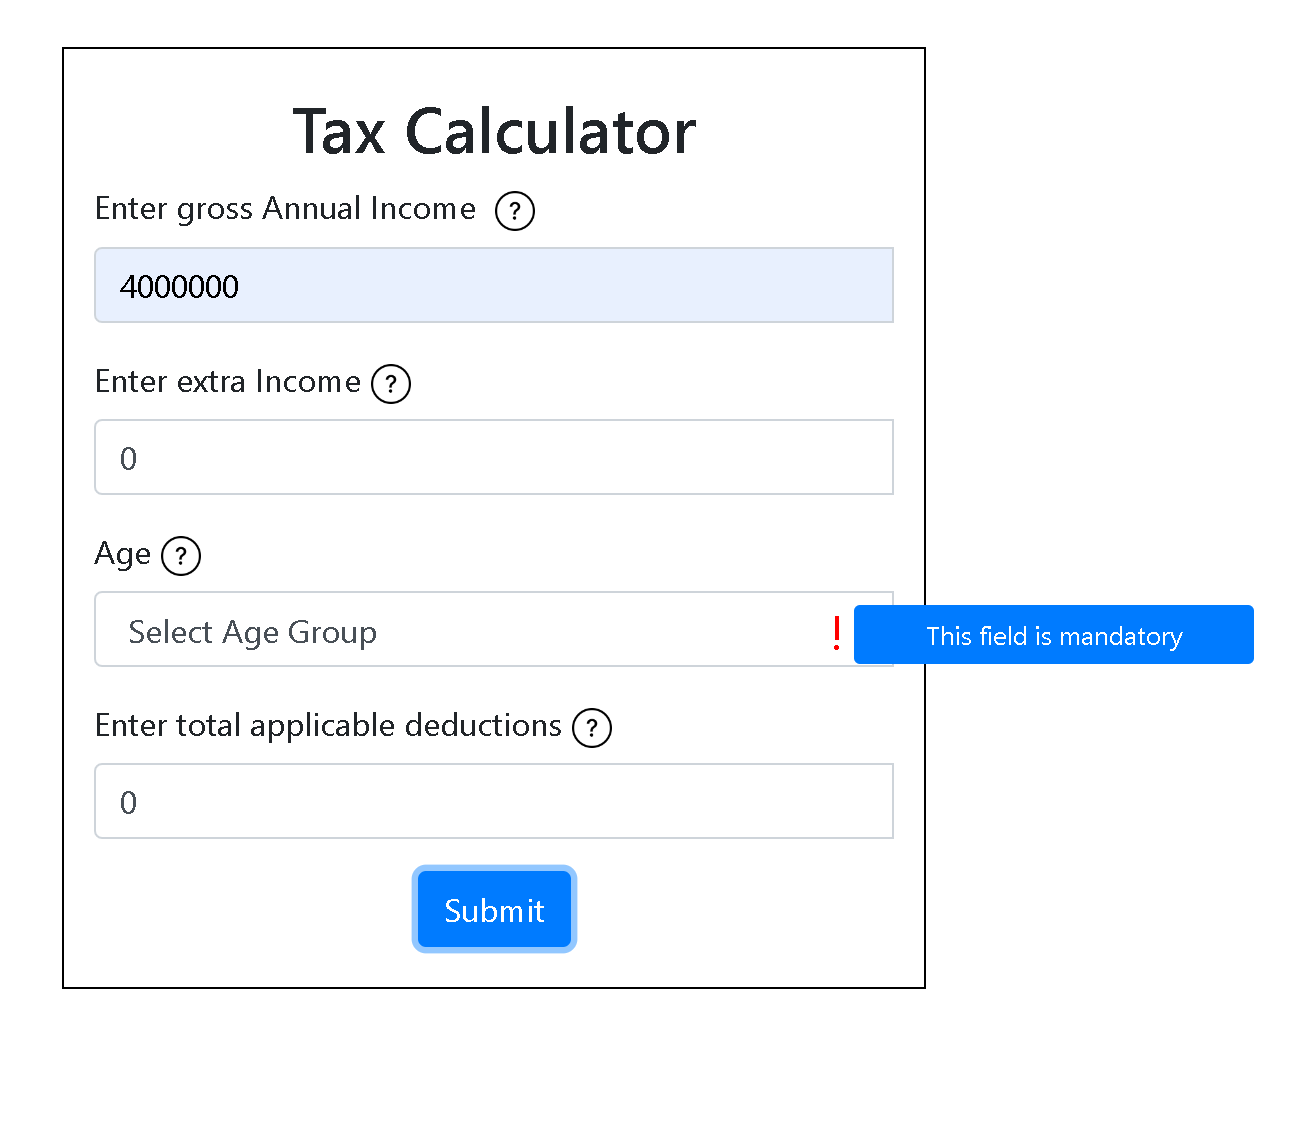 Tax Calculator
Enter gross Annual Income ?
4000000
Enter extra Income ?
0
Age ?
Select Age Group ! This field is mandatory
Enter total applicable deductions ?
0
Submit